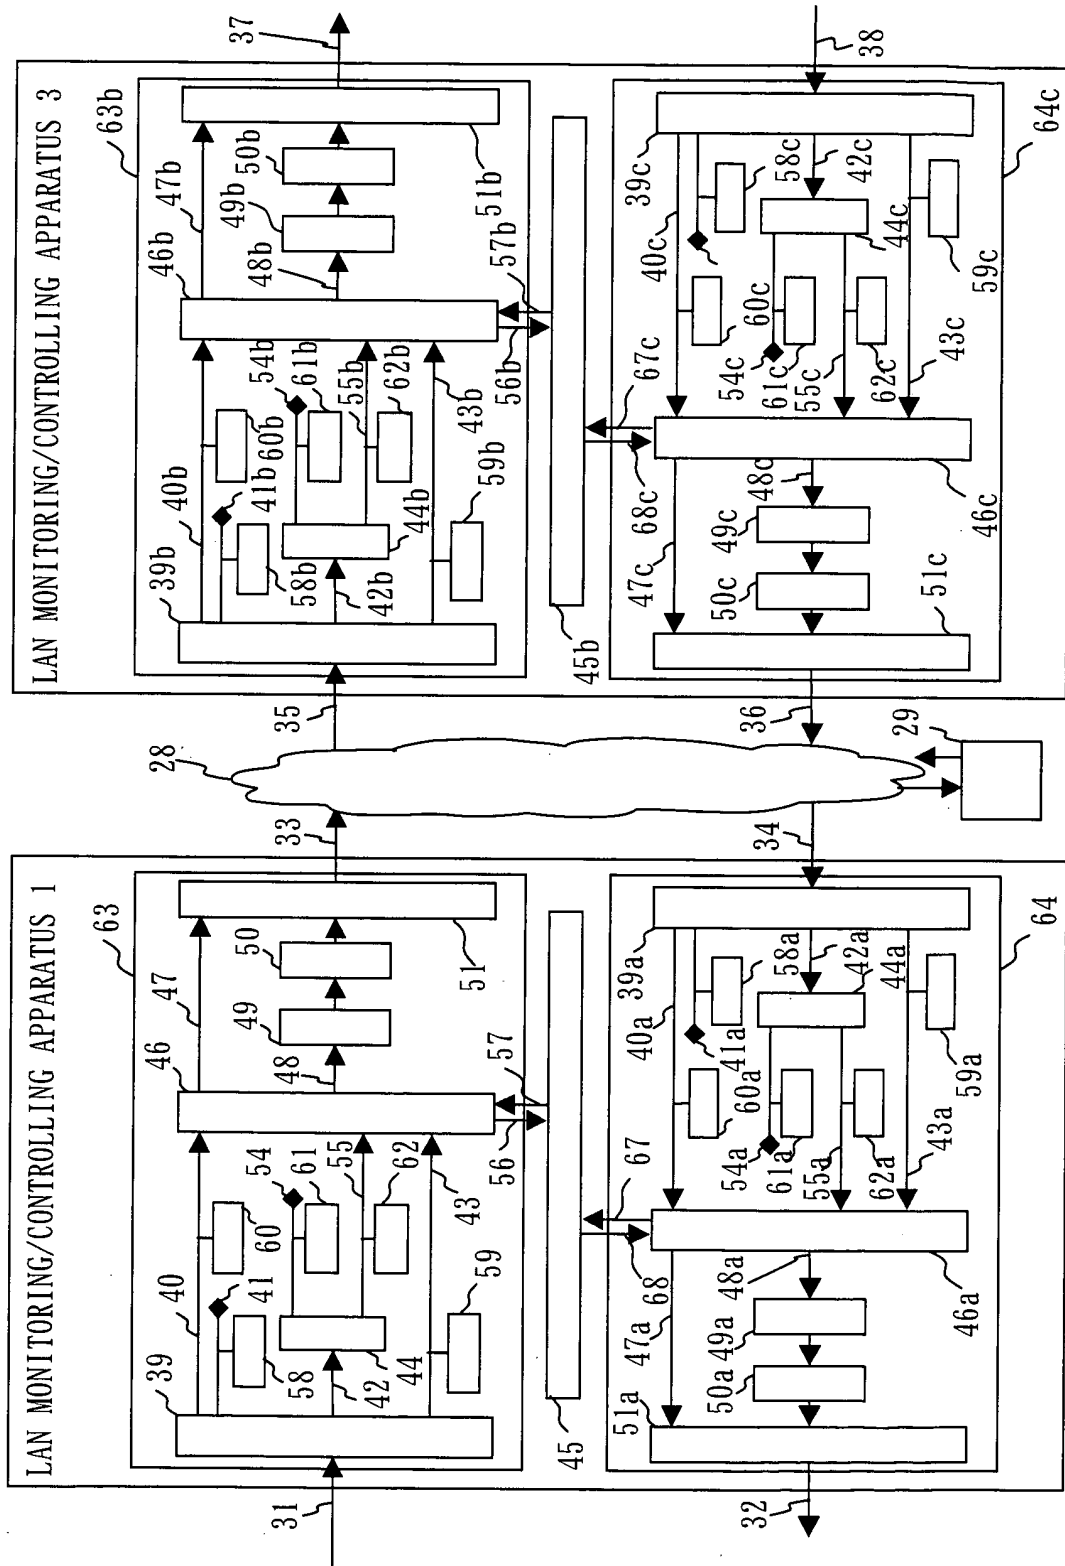 LAN MONITORING/CONTROLLING APPARATUS 1
63
39
40
60
41
58
46
47
51
50
49
48
54
61
55
62
44
42
43
59
31
33
56
57
45
67
68
64
39a
40a
60a
41a
58a
42a
44a
54a
61a
55a
62a
43a
59a
46a
47a
48a
49a
50a
51a
32
34
28
29
35
36
LAN MONITORING/CONTROLLING APPARATUS 3
63b
39b
40b
60b
41b
58b
46b
47b
51b
50b
49b
48b
54b
61b
55b
62b
44b
42b
43b
59b
37
56b
57b
45b
67c
68c
64c
39c
40c
60c
58c
42c
44c
54c
61c
55c
62c
43c
59c
46c
47c
48c
49c
50c
51c
38